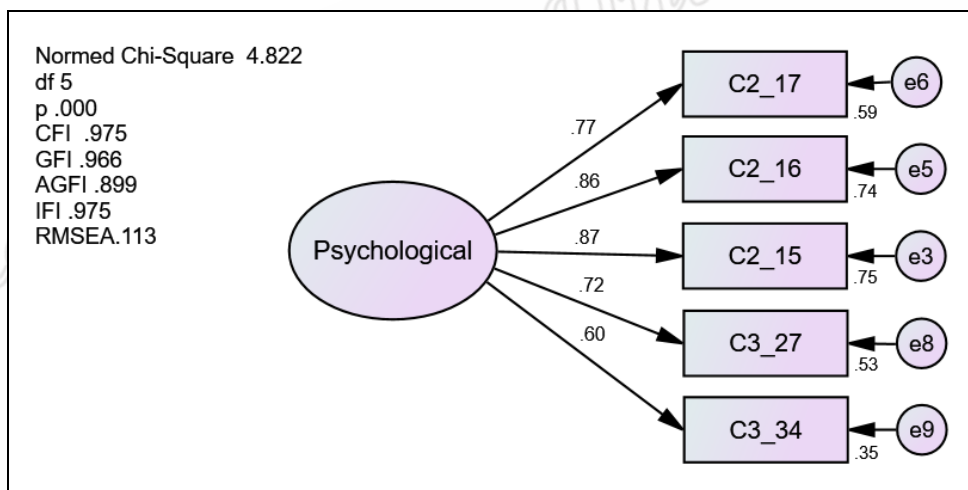 Normed Chi-Square 4.822
df 5
p .000
CFI .975
GFI .966
AGFI .899
IFI .975
RMSEA.113
Psychological
.77
.86
.87
.72
.60
C2_17
.59
e6
C2_16
.74
e5
C2_15
.75
e3
C3_27
.53
e8
C3_34
.35
e9